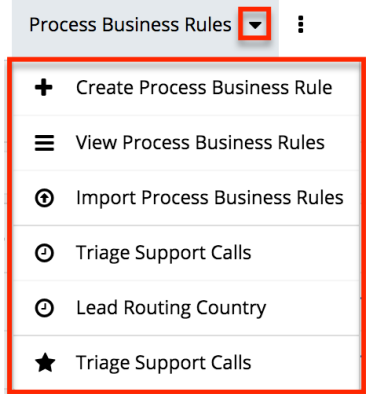 Process Business Rules
Create Process Business Rule
View Process Business Rules
Import Process Business Rules
Triage Support Calls
Lead Routing Country
Triage Support Calls